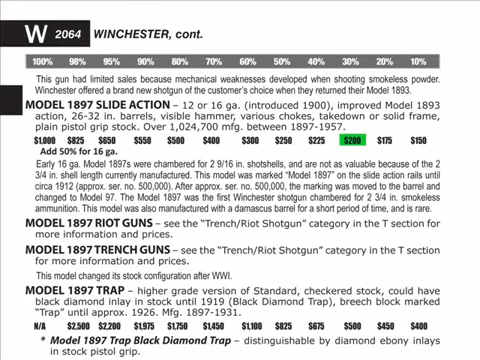 W 2064 WINCHESTER, cont.
100% 98% 95% 90% 80% 70% 60% 50% 40% 30% 20% 10%
This gun had limited sales because mechanical weaknesses developed when shooting smokeless powder.
Winchester offered a brand new shotgun of the customer's choice when they returned their Model 1893.
MODEL 1897 SLIDE ACTION – 12 or 16 ga. (introduced 1900), improved Model 1893
action, 26-32 in. barrels, visible hammer, various chokes, takedown or solid frame,
plain pistol grip stock. Over 1,024,700 mfg. between 1897-1957.
$1,000 $825 $650 $550 $500 $400 $300 $250 $225 $200 $175 $150
Add 50% for 16 ga.
Early 16 ga. Model 1897s were chambered for 2 9/16 in. shotshells, and are not as valuable because of the 2
3/4 in. shell length currently manufactured. This model was marked "Model 1897" on the slide action rails until
circa 1912 (approx. ser. no. 500,000). After approx. ser. no. 500,000, the marking was moved to the barrel and
changed to Model 97. The Model 1897 was the first Winchester shotgun chambered for 2 3/4 in. smokeless
ammunition. This model was also manufactured with a damascus barrel for a short period of time, and is rare.
MODEL 1897 RIOT GUNS – see the "Trench/Riot Shotgun" category in the T section
for more information and prices.
MODEL 1897 TRENCH GUNS – see the "Trench/Riot Shotgun" category in the T section
for more information and prices.
This model changed its stock configuration after WWI.
MODEL 1897 TRAP – higher grade version of Standard, checkered stock, could have
black diamond inlay in stock until 1919 (Black Diamond Trap), breech block marked
"Trap" until approx. 1926. Mfg. 1897-1931.
N/A $2,500 $2,200 $1,975 $1,750 $1,450 $1,100 $825 $675 $500 $450 $400
* Model 1897 Trap Black Diamond Trap – distinguishable by diamond ebony inlays
in stock pistol grip.